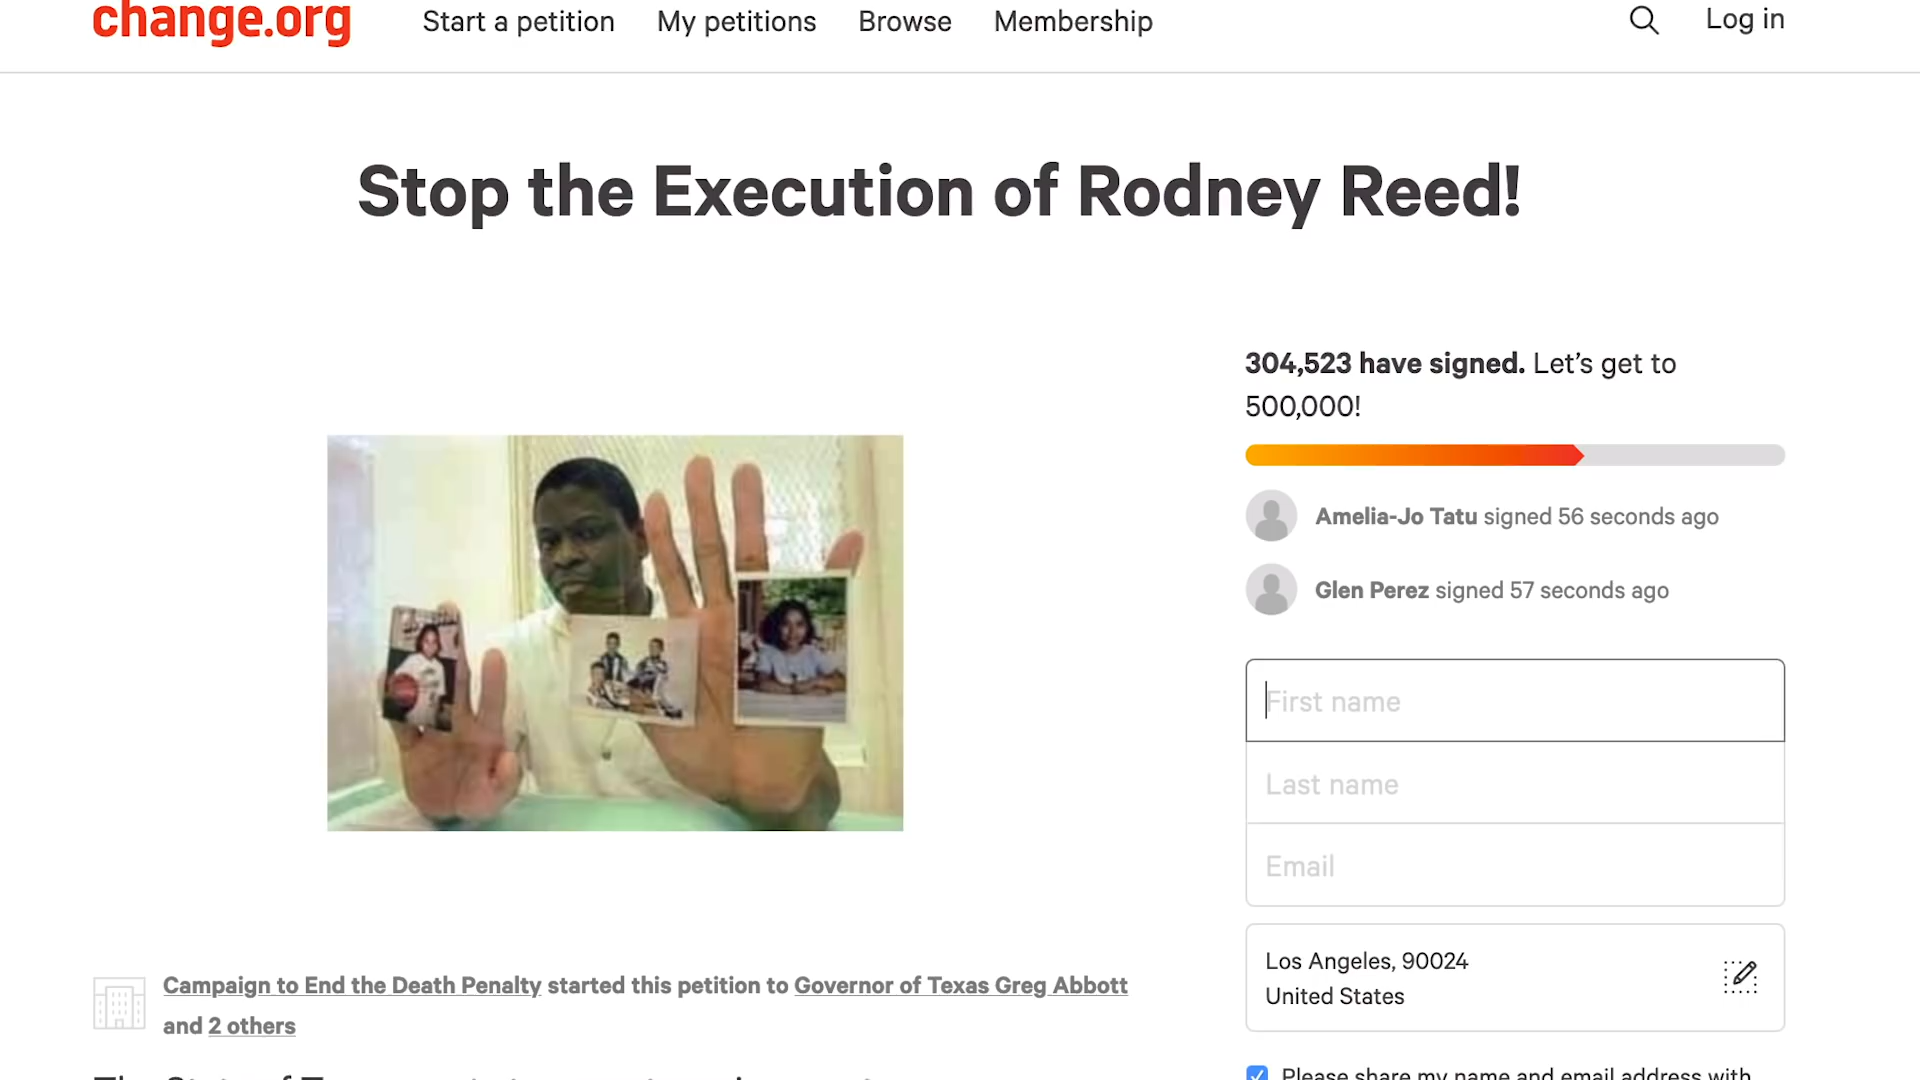 change.org
Start a petition
My petitions
Browse
Membership
Log in
Stop the Execution of Rodney Reed!
304,523 have signed. Let’s get to
500,000!
Amelia-Jo Tatu signed 56 seconds ago
Glen Perez signed 57 seconds ago
First name
Last name
Email
Los Angeles, 90024
United States
Campaign to End the Death Penalty started this petition to Governor of Texas Greg Abbott
and 2 others
Please share my name and email address with